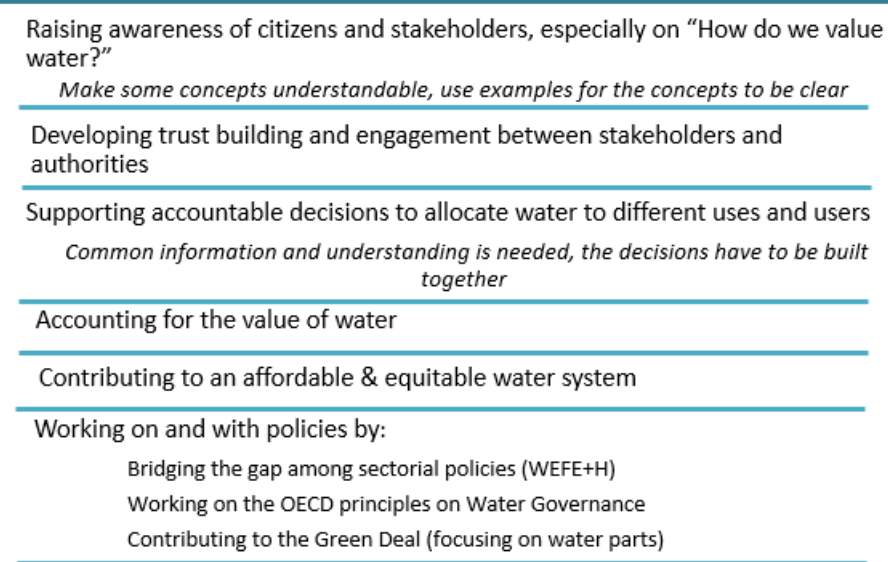 Raising awareness of citizens and stakeholders, especially on “How do we value
water?”
Make some concepts understandable, use examples for the concepts to be clear
Developing trust building and engagement between stakeholders and
authorities
Supporting accountable decisions to allocate water to different uses and users
Common information and understanding is needed, the decisions have to be built
together
Accounting for the value of water
Contributing to an affordable & equitable water system
Working on and with policies by:
Bridging the gap among sectorial policies (WEFE+H)
Working on the OECD principles on Water Governance
Contributing to the Green Deal (focusing on water parts)